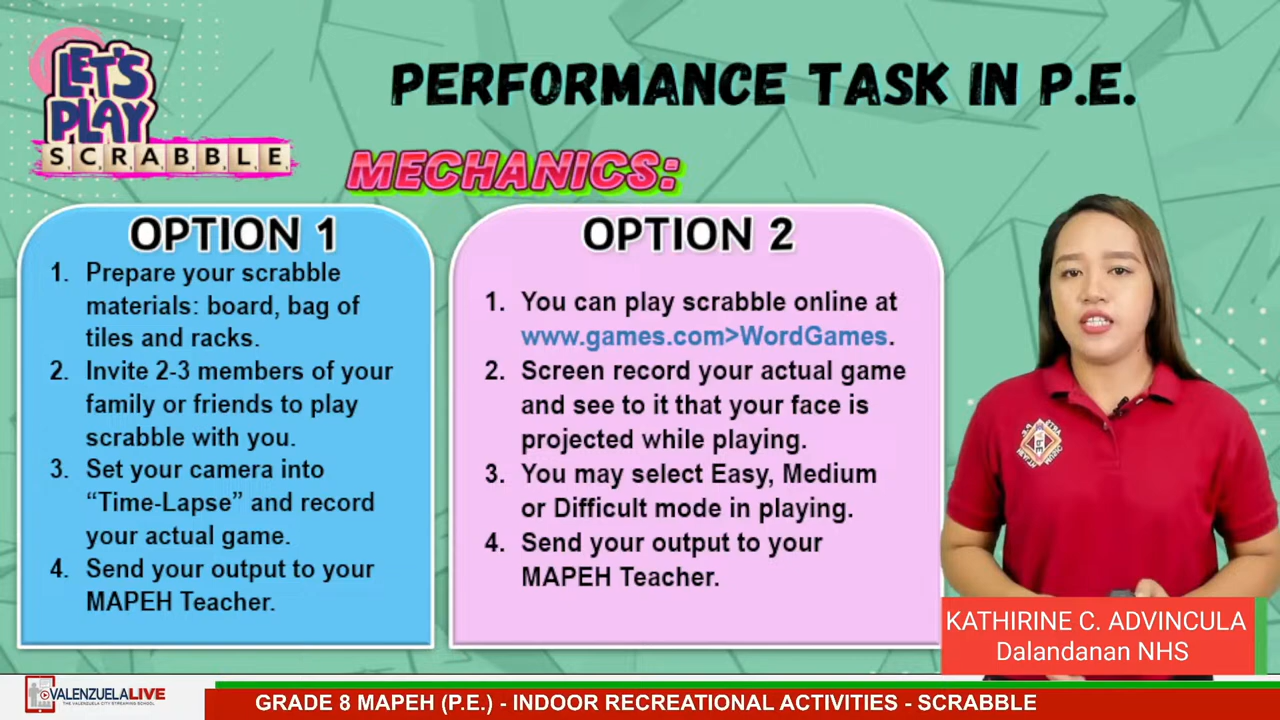 LET'S
PLAY
SCRABBLE
PERFORMANCE TASK IN P.E.
MECHANICS:
OPTION 1
1. Prepare your scrabble
materials: board, bag of
tiles and racks.
2. Invite 2-3 members of your
family or friends to play
scrabble with you.
3. Set your camera into
“Time-Lapse” and record
your actual game.
4. Send your output to your
MAPEH Teacher.
OPTION 2
1. You can play scrabble online at
www.games.com>WordGames.
2. Screen record your actual game
and see to it that your face is
projected while playing.
3. You may select Easy, Medium
or Difficult mode in playing.
4. Send your output to your
MAPEH Teacher.
KATHIRINE C. ADVINCULA
Dalandanan NHS
VALENZUELALIVE
THE VALENZUELA CITY STREAMING SCHOOL
GRADE 8 MAPEH (P.E.) - INDOOR RECREATIONAL ACTIVITIES - SCRABBLE